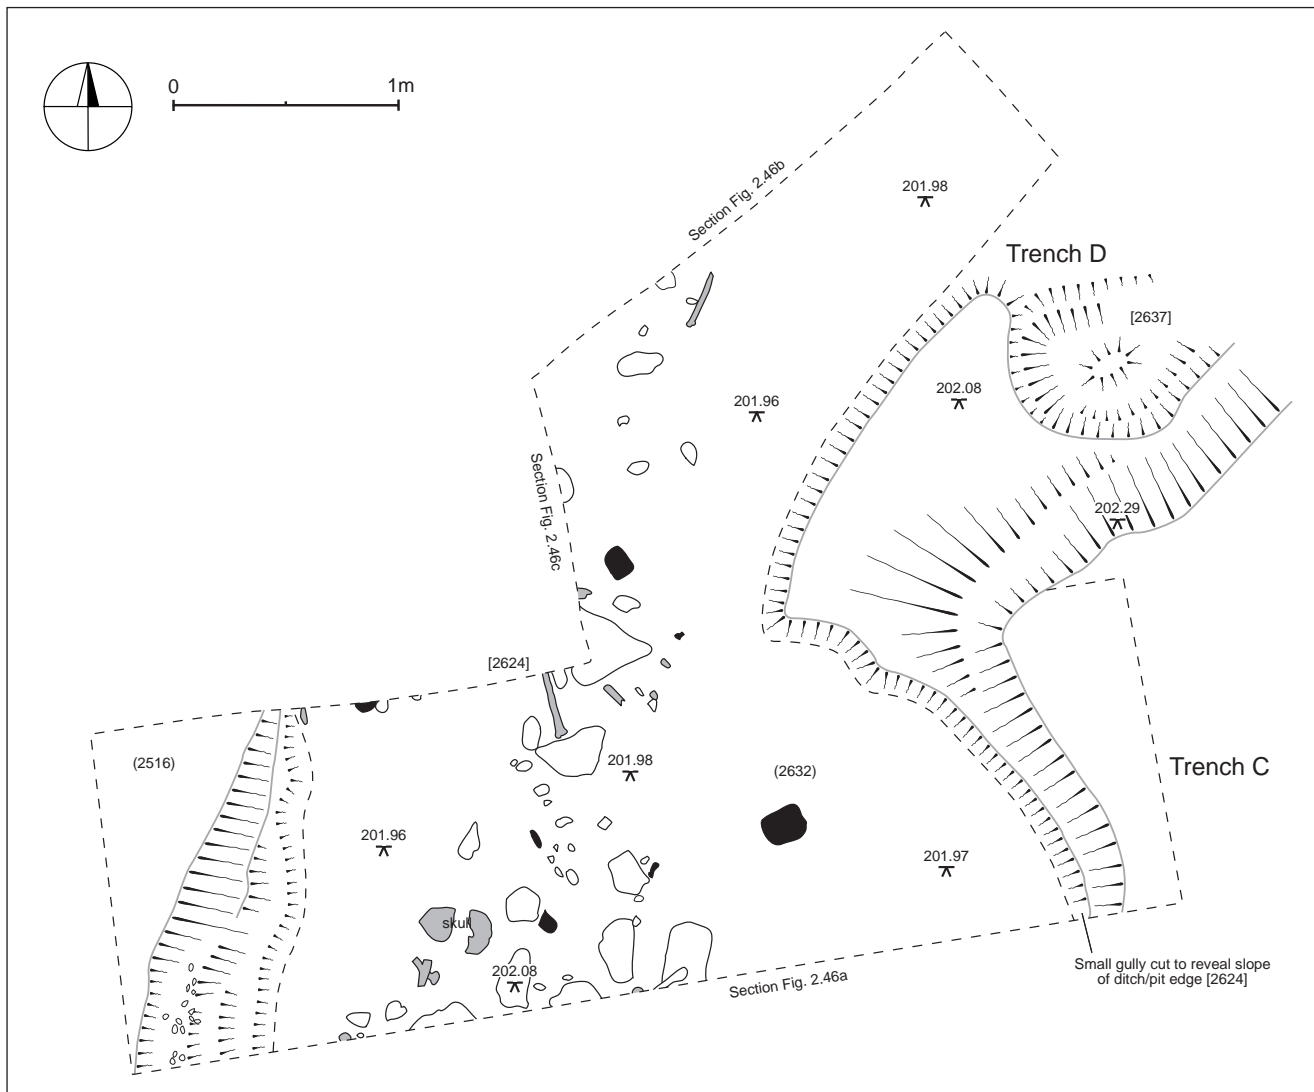 0 1m
Section Fig. 2.46b
201.98
Trench D
[2637]
202.08
201.96
Section Fig. 2.46c
202.29
[2624]
(2516)
201.98
(2632)
Trench C
201.96
201.97
skull
202.08
Section Fig. 2.46a
Small gully cut to reveal slope
of ditch/pit edge [2624]